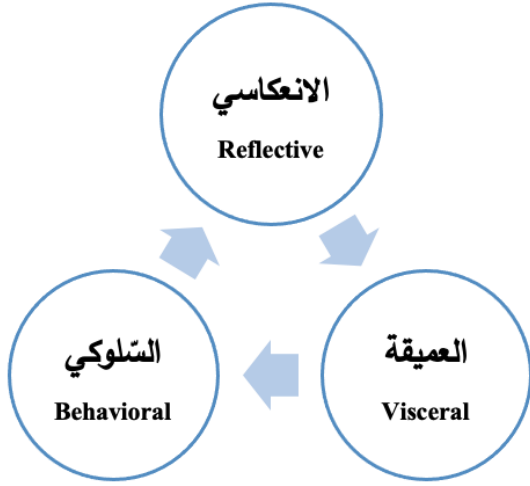 الانعكاسي
Reflective
السّلوكي
Behavioral
العميقة
Visceral